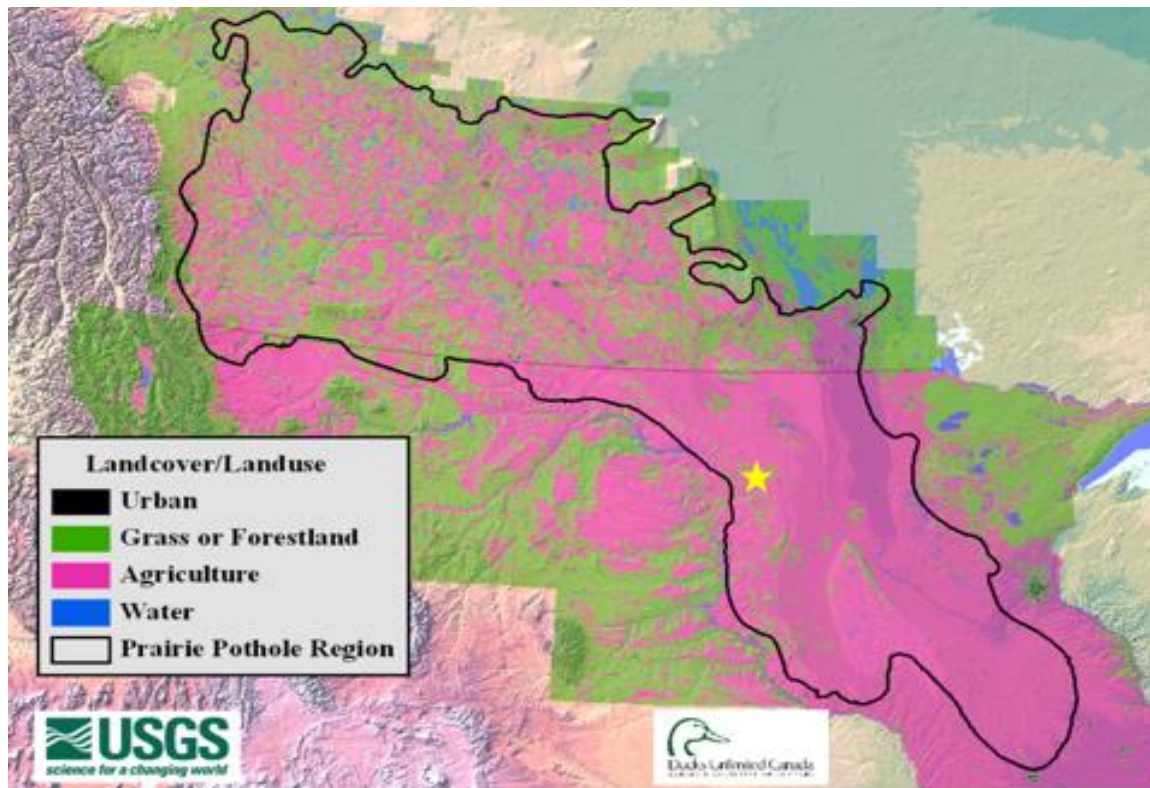 Landcover/Landuse
Urban
Grass or Forestland
Agriculture
Water
Prairie Pothole Region
USGS
science for a changing world
Ducks Unlimited Canada